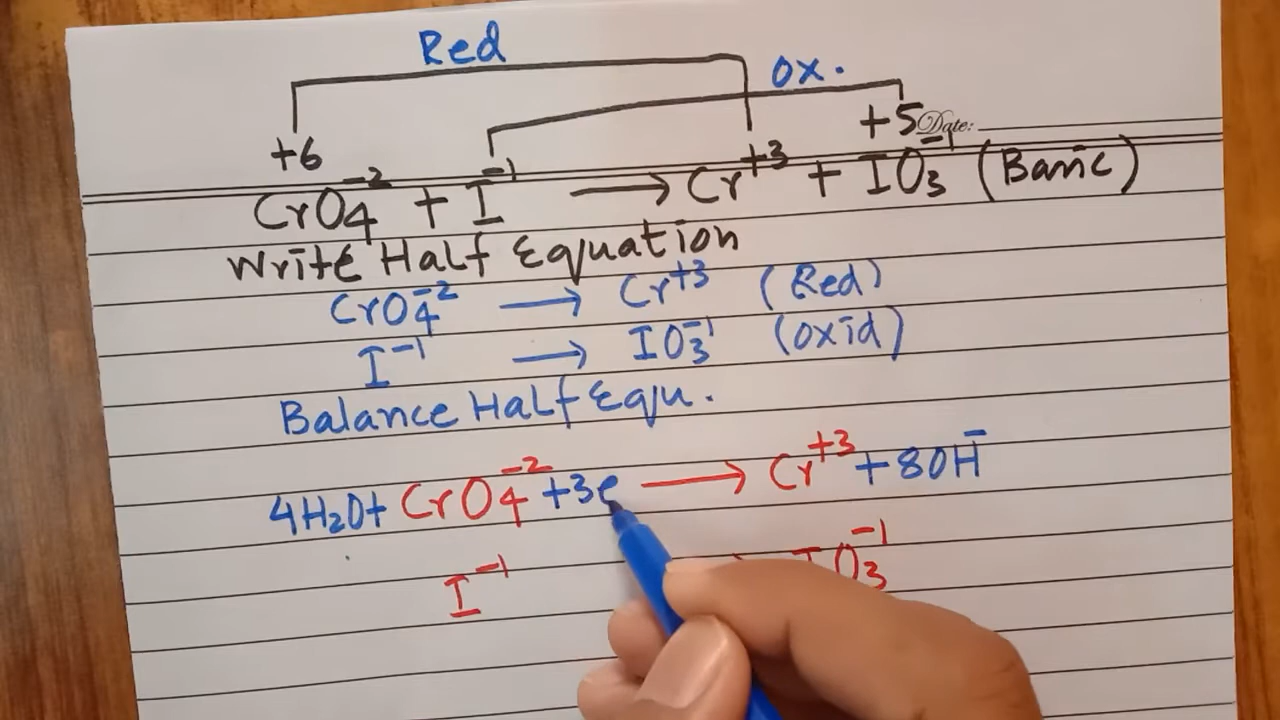 Red
OX.
+6 +5 Date:
CrO4^-2 + I^-1 → Cr^+3 + IO3^-1 (Basic)
Write Half Equation
CrO4^-2 → Cr^+3 (Red)
I^-1 → IO3^-1 (Oxid)
Balance Half Equ.
4H2O+ CrO4^-2 +3e → Cr^+3 +8OH^-
I^-1 IO3^-1